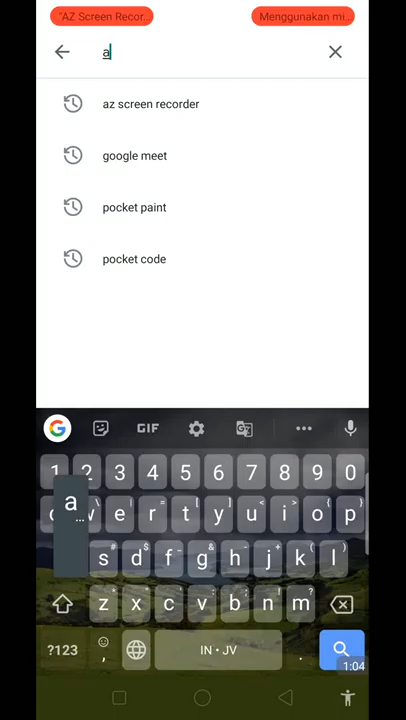 "AZ Screen Recor...
Menggunakan mi...
a
az screen recorder
google meet
pocket paint
pocket code
GIF
1 2 3 4 5 6 7 8 9 0
a
e r t y u i o p
s d f g h j k l
z x c v b n m
?123 , IN • JV .
1:04